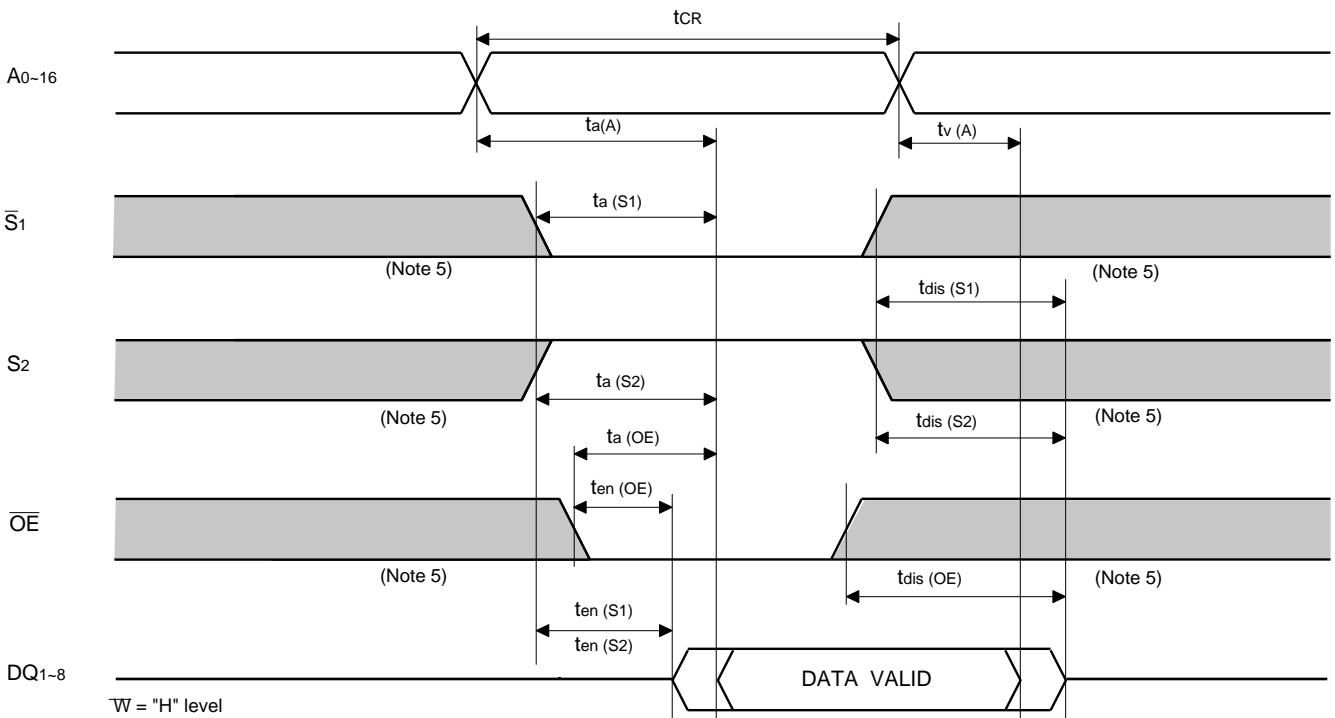 tCR
A0~16
ta(A)
tv (A)
S̅1
ta (S1)
(Note 5)
(Note 5)
tdis (S1)
S2
ta (S2)
(Note 5)
(Note 5)
tdis (S2)
ta (OE)
ten (OE)
O̅E̅
(Note 5)
(Note 5)
tdis (OE)
ten (S1)
ten (S2)
DQ1~8
DATA VALID
W̅ = "H" level